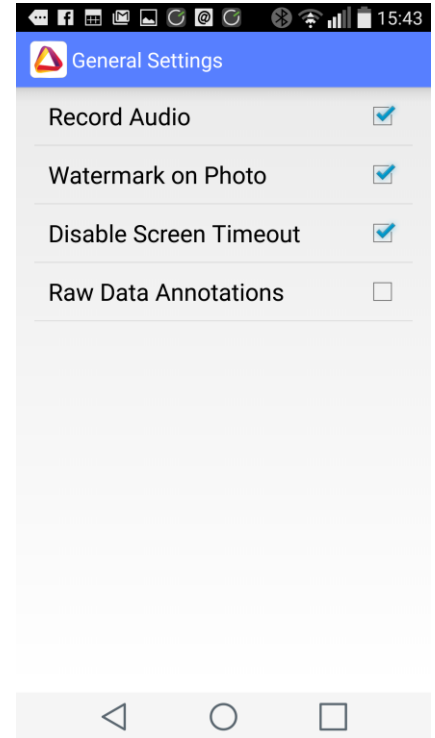 15:43
General Settings
Record Audio
Watermark on Photo
Disable Screen Timeout
Raw Data Annotations